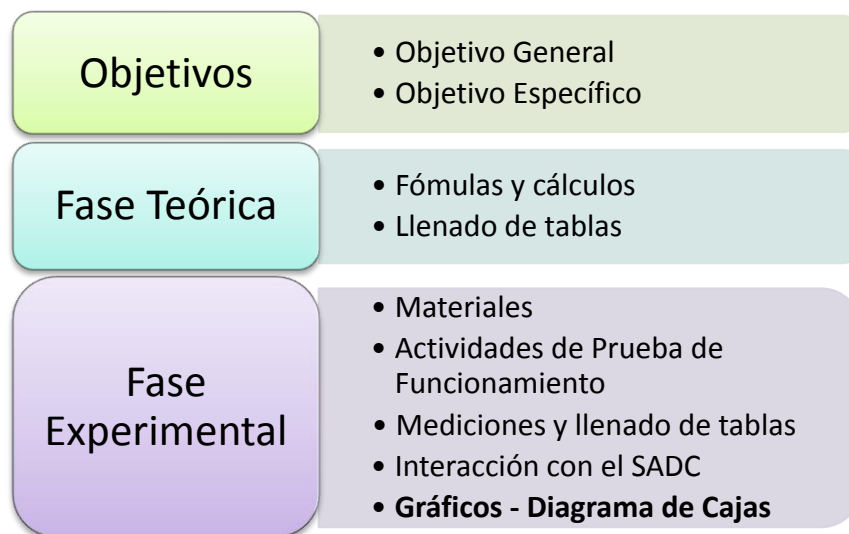 Objetivos
• Objetivo General
• Objetivo Específico
Fase Teórica
• Fómulas y cálculos
• Llenado de tablas
Fase
Experimental
• Materiales
• Actividades de Prueba de
Funcionamiento
• Mediciones y llenado de tablas
• Interacción con el SADC
• Gráficos - Diagrama de Cajas